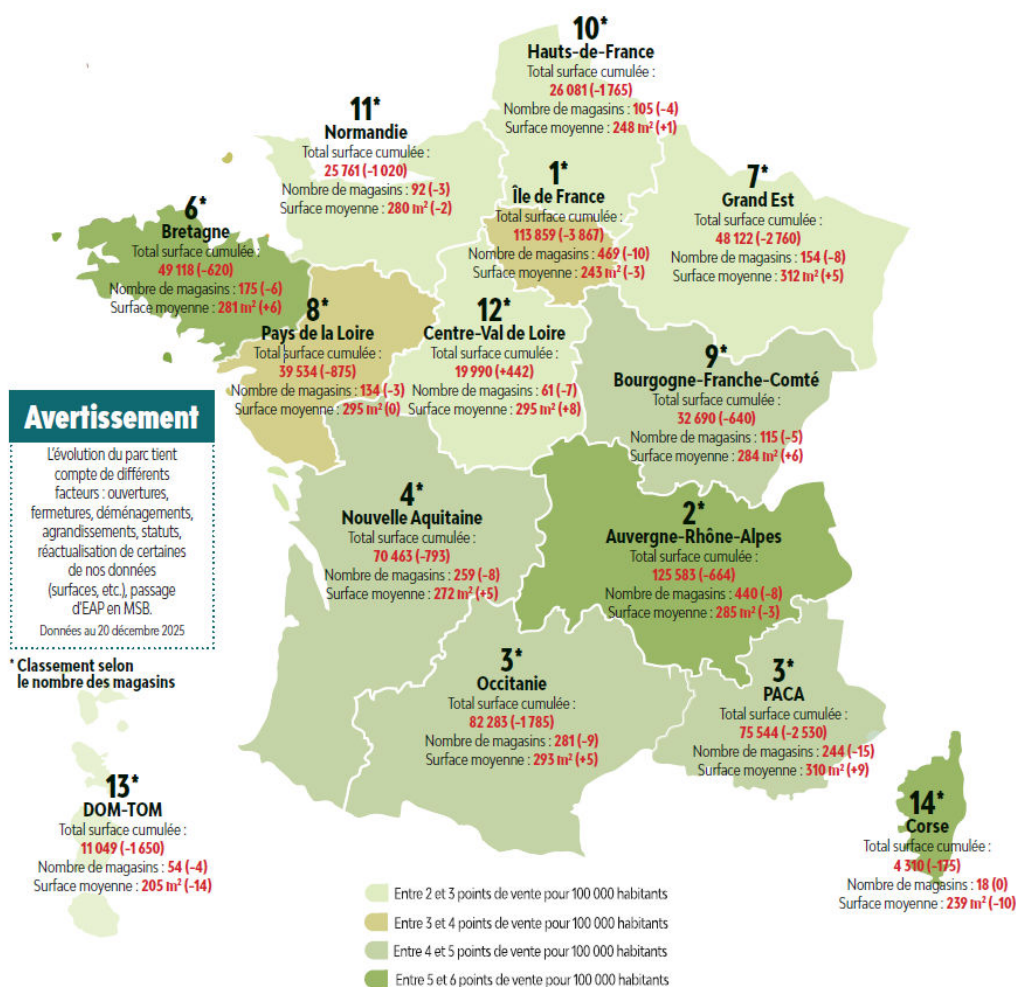 10*
Hauts-de-France
Total surface cumulée :
26 081 (-1 765)
Nombre de magasins : 105 (-4)
Surface moyenne : 248 m² (+1)
11*
Normandie
Total surface cumulée :
25 761 (-1 020)
Nombre de magasins : 92 (-3)
Surface moyenne : 280 m² (-2)
1*
Île de France
Total surface cumulée :
113 859 (-3 867)
Nombre de magasins : 469 (-10)
Surface moyenne : 243 m² (-3)
7*
Grand Est
Total surface cumulée :
48 122 (-2 760)
Nombre de magasins : 154 (-8)
Surface moyenne : 312 m² (+5)
6*
Bretagne
Total surface cumulée :
49 118 (-620)
Nombre de magasins : 175 (-6)
Surface moyenne : 281 m² (+6)
8*
Pays de la Loire
Total surface cumulée :
39 534 (-875)
Nombre de magasins : 134 (-3)
Surface moyenne : 295 m² (0)
12*
Centre-Val de Loire
Total surface cumulée :
19 990 (+442)
Nombre de magasins : 61 (-7)
Surface moyenne : 295 m² (+8)
9*
Bourgogne-Franche-Comté
Total surface cumulée :
32 690 (-640)
Nombre de magasins : 115 (-5)
Surface moyenne : 284 m² (+6)
Avertissement
L'évolution du parc tient
compte de différents
facteurs : ouvertures,
fermetures, déménagements,
agrandissements, statuts,
réactualisation de certaines
de nos données
(surfaces, etc.), passage
d'EAP en MSB.
Données au 20 décembre 2025
* Classement selon
le nombre des magasins
4*
Nouvelle Aquitaine
Total surface cumulée :
70 463 (-793)
Nombre de magasins : 259 (-8)
Surface moyenne : 272 m² (+5)
2*
Auvergne-Rhône-Alpes
Total surface cumulée :
125 583 (-664)
Nombre de magasins : 440 (-8)
Surface moyenne : 285 m² (-3)
3*
Occitanie
Total surface cumulée :
82 283 (-1 785)
Nombre de magasins : 281 (-9)
Surface moyenne : 293 m² (+5)
3*
PACA
Total surface cumulée :
75 544 (-2 530)
Nombre de magasins : 244 (-15)
Surface moyenne : 310 m² (+9)
13*
DOM-TOM
Total surface cumulée :
11 049 (-1 650)
Nombre de magasins : 54 (-4)
Surface moyenne : 205 m² (-14)
14*
Corse
Total surface cumulée :
4 310 (-175)
Nombre de magasins : 18 (0)
Surface moyenne : 239 m² (-10)
Entre 2 et 3 points de vente pour 100 000 habitants
Entre 3 et 4 points de vente pour 100 000 habitants
Entre 4 et 5 points de vente pour 100 000 habitants
Entre 5 et 6 points de vente pour 100 000 habitants